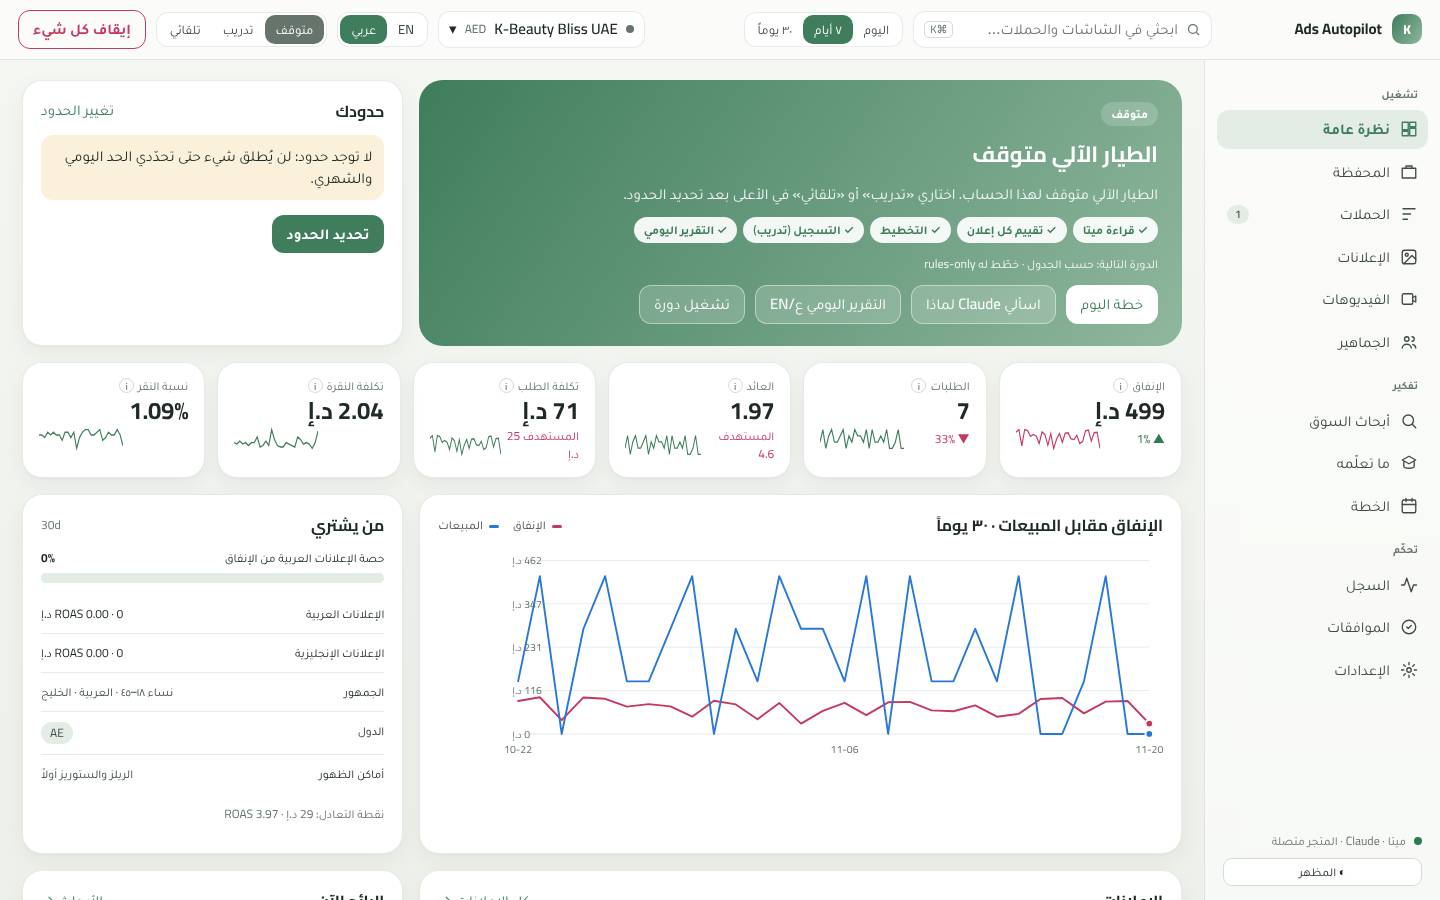 K
Ads Autopilot
ابحثي في الشاشات والحملات...
⌘K
اليوم
٧ أيام
٣٠ يوماً
K-Beauty Bliss UAE
AED
EN
عربي
متوقف
تدريب
تلقائي
إيقاف كل شيء
تشغيل
نظرة عامة
المحفظة
الحملات
1
الإعلانات
الفيديوهات
الجماهير
تفكير
أبحاث السوق
ما تعلّمه
الخطة
تحكّم
السجل
الموافقات
الإعدادات
ميتا · Claude · المتجر متصلة
المظهر
متوقف
الطيار الآلي متوقف
الطيار الآلي متوقف لهذا الحساب. اختاري «تدريب» أو «تلقائي» في الأعلى بعد تحديد الحدود.
✓ قراءة ميتا
✓ تقييم كل إعلان
✓ التخطيط
✓ التسجيل (تدريب)
✓ التقرير اليومي
الدورة التالية: حسب الجدول · خطّط له rules-only
خطة اليوم
اسألي Claude لماذا
التقرير اليومي ع/EN
تشغيل دورة
حدودك
تغيير الحدود
لا توجد حدود: لن يُطلق شيء حتى تحدّدي الحد اليومي
والشهري.
تحديد الحدود
الإنفاق i
499 د.إ
▲ 1%
الطلبات i
7
▼ 33%
العائد i
1.97
المستهدف
4.6
تكلفة الطلب i
71 د.إ
المستهدف 25
د.إ
تكلفة النقرة i
2.04 د.إ
نسبة النقر i
1.09%
الإنفاق مقابل المبيعات · ٣٠ يوماً
الإنفاق
المبيعات
462 د.إ
347 د.إ
231 د.إ
116 د.إ
0 د.إ
10-22
11-06
11-20
من يشتري
30d
حصة الإعلانات العربية من الإنفاق
0%
الإعلانات العربية
ROAS 0.00 · 0 د.إ
الإعلانات الإنجليزية
ROAS 0.00 · 0 د.إ
الجمهور
نساء ١٨–٤٥ · العربية · الخليج
الدول
AE
أماكن الظهور
الريلز والستوريز أولاً
نقطة التعادل: 29 د.إ · ROAS 3.97